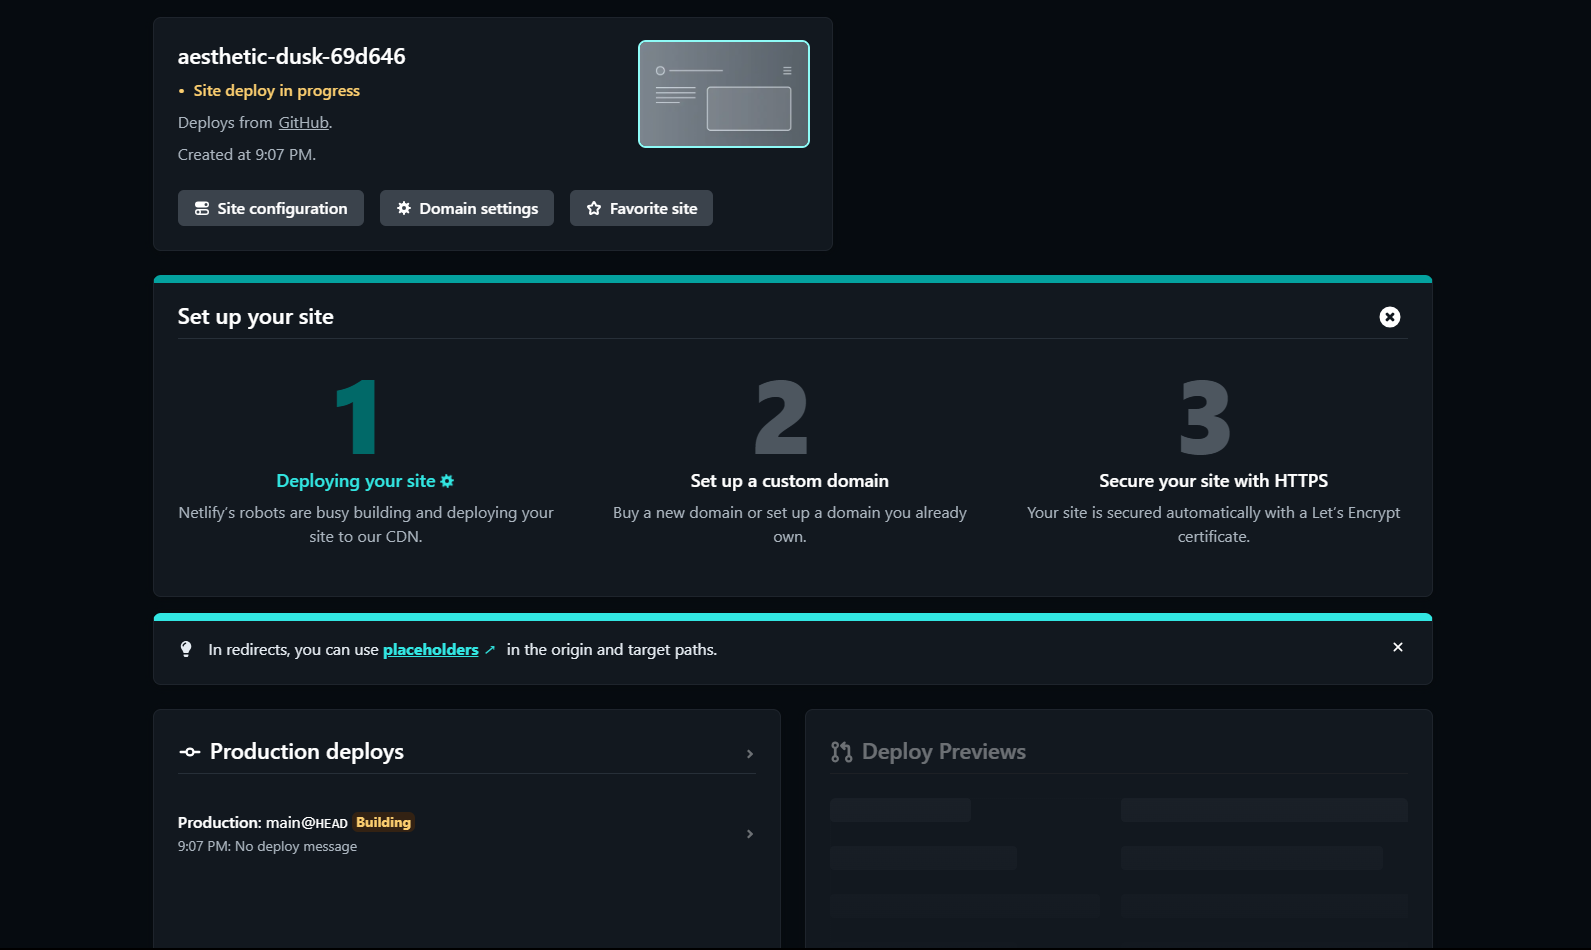 aesthetic-dusk-69d646
• Site deploy in progress
Deploys from GitHub.
Created at 9:07 PM.
Site configuration
Domain settings
Favorite site
Set up your site
1
Deploying your site
Netlify’s robots are busy building and deploying your
site to our CDN.
2
Set up a custom domain
Buy a new domain or set up a domain you already
own.
3
Secure your site with HTTPS
Your site is secured automatically with a Let’s Encrypt
certificate.
In redirects, you can use placeholders ↗ in the origin and target paths.
Production deploys
Production: main@HEAD Building
9:07 PM: No deploy message
Deploy Previews